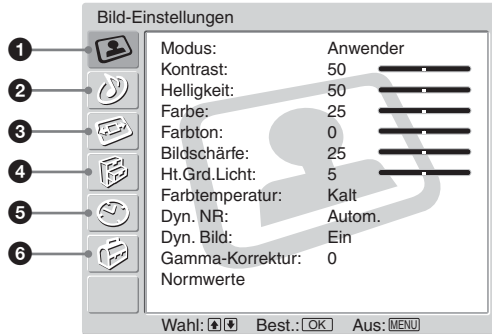 Bild-Einstellungen
1
2
3
4
5
6
Modus: Anwender
Kontrast: 50
Helligkeit: 50
Farbe: 25
Farbton: 0
Bildschärfe: 25
Ht.Grd.Licht: 5
Farbtemperatur: Kalt
Dyn. NR: Autom.
Dyn. Bild: Ein
Gamma-Korrektur: 0
Normwerte
Wahl: Best.: OK Aus: MENU